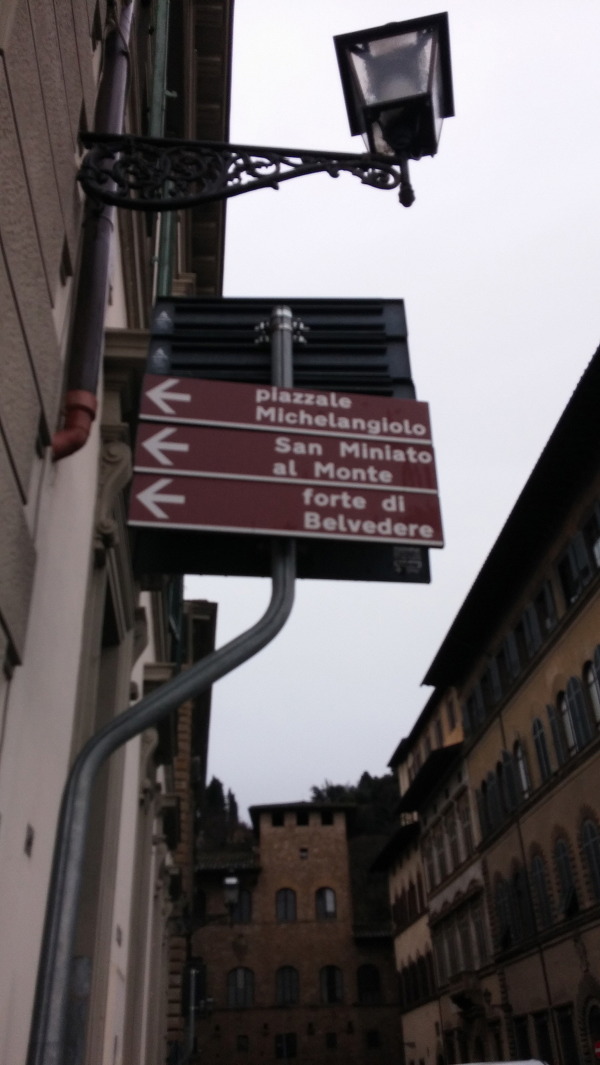 piazzale
Michelangiolo
San Miniato
al Monte
forte di
Belvedere